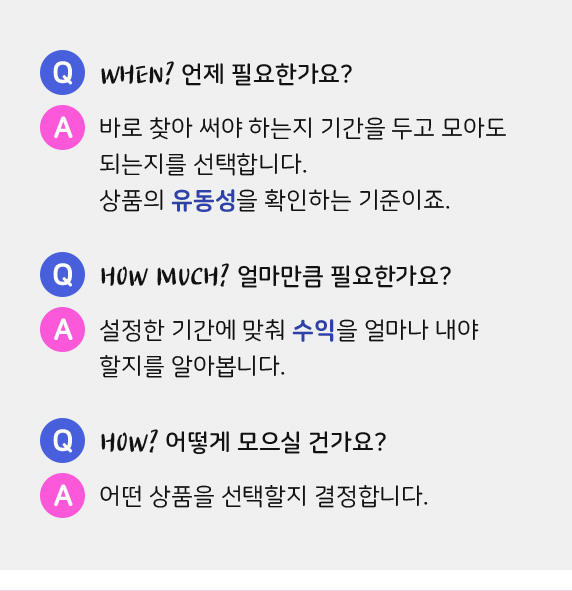 Q WHEN? 언제 필요한가요?
A 바로 찾아 써야 하는지 기간을 두고 모아도
되는지를 선택합니다.
상품의 유동성을 확인하는 기준이죠.
Q HOW MUCH? 얼마만큼 필요한가요?
A 설정한 기간에 맞춰 수익을 얼마나 내야
할지를 알아봅니다.
Q HOW? 어떻게 모으실 건가요?
A 어떤 상품을 선택할지 결정합니다.